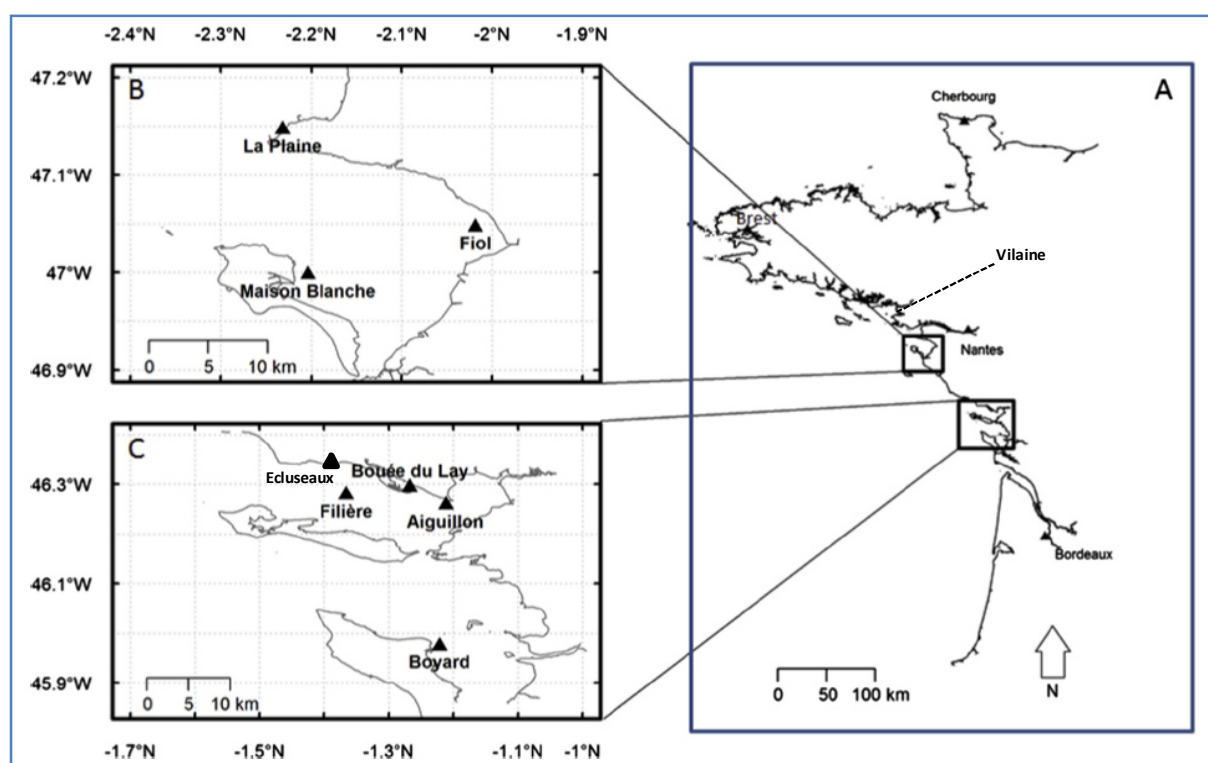 -2.4°N -2.3°N -2.2°N -2.1°N -2°N -1.9°N
47.2°W
47.1°W
47°W
46.9°W
B
La Plaine
Fiol
Maison Blanche
0 5 10 km
C
Ecluseaux
Bouée du Lay
Filière
Aiguillon
Boyard
46.3°W
46.1°W
45.9°W
0 5 10 km
-1.7°N -1.5°N -1.3°N -1.1°N -1°N
A
Cherbourg
Brest
Vilaine
Nantes
Bordeaux
0 50 100 km
N